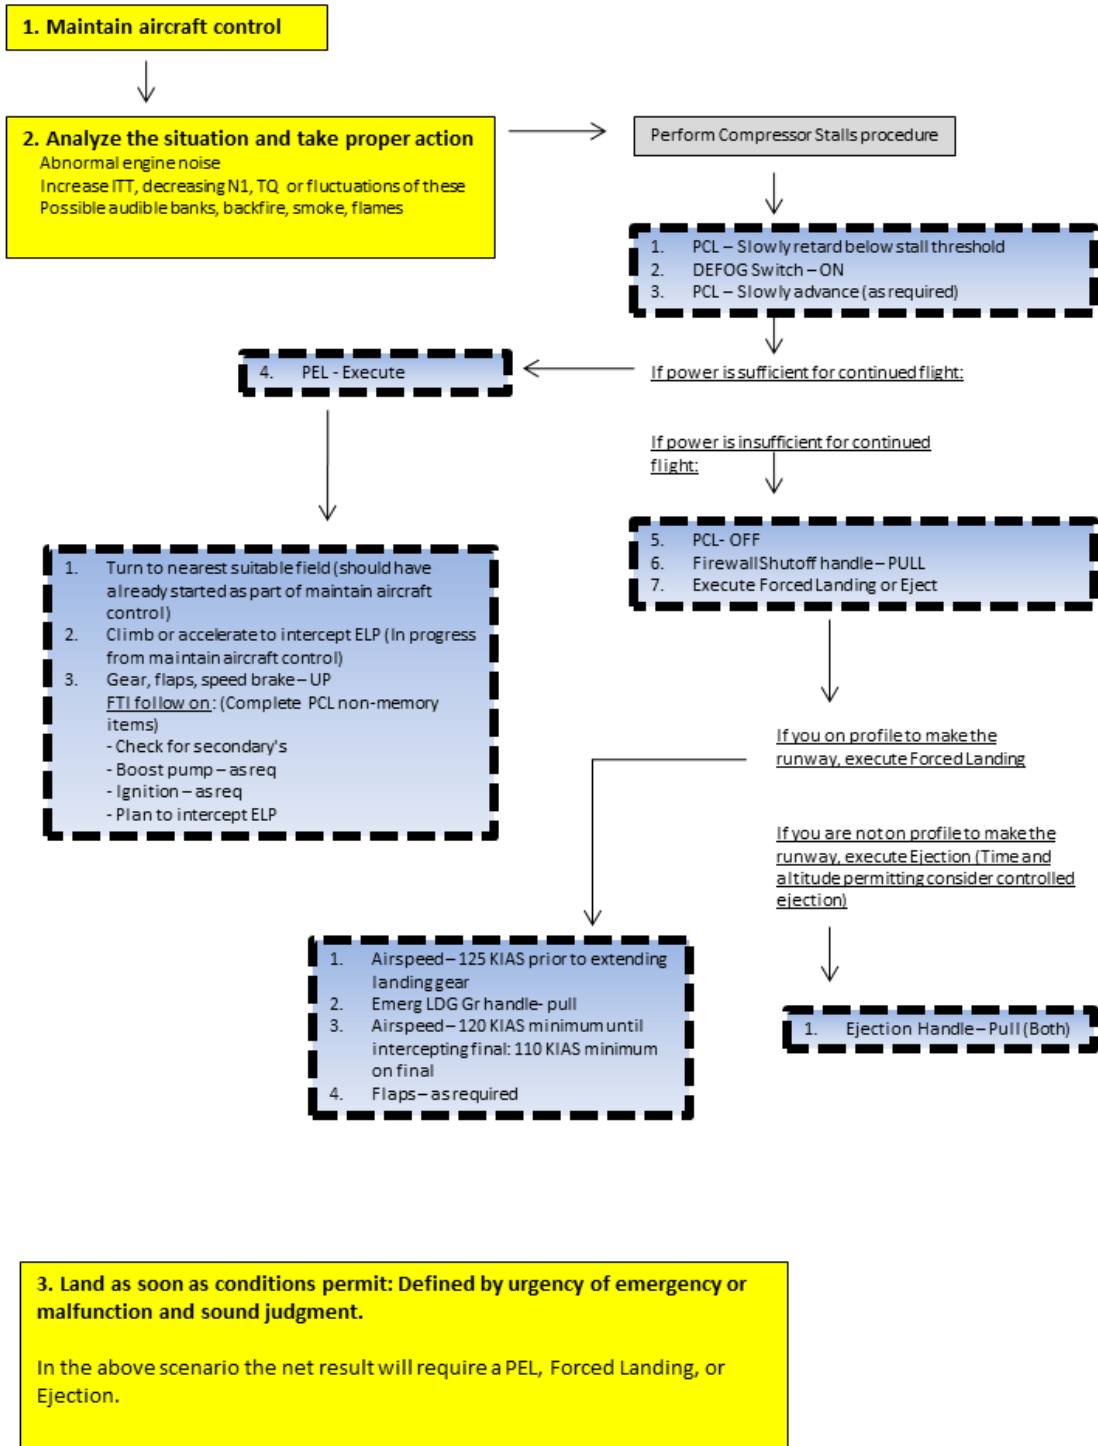 1. Maintain aircraft control
2. Analyze the situation and take proper action
Abnormal engine noise
Increase ITT, decreasing N1, TQ or fluctuations of these
Possible audible banks, backfire, smoke, flames
Perform Compressor Stalls procedure
1. PCL – Slowly retard below stall threshold
2. DEFOG Switch – ON
3. PCL – Slowly advance (as required)
If power is sufficient for continued flight:
4. PEL - Execute
If power is insufficient for continued
flight:
5. PCL- OFF
6. Firewall Shutoff handle – PULL
7. Execute Forced Landing or Eject
1. Turn to nearest suitable field (should have
already started as part of maintain aircraft
control)
2. Climb or accelerate to intercept ELP (In progress
from maintain aircraft control)
3. Gear, flaps, speed brake – UP
FTI follow on: (Complete PCL non-memory
items)
- Check for secondary's
- Boost pump – as req
- Ignition – as req
- Plan to intercept ELP
If you on profile to make the
runway, execute Forced Landing
If you are not on profile to make the
runway, execute Ejection (Time and
altitude permitting consider controlled
ejection)
1. Airspeed – 125 KIAS prior to extending
landing gear
2. Emerg LDG Gr handle- pull
3. Airspeed – 120 KIAS minimum until
intercepting final: 110 KIAS minimum
on final
4. Flaps – as required
1. Ejection Handle – Pull (Both)
3. Land as soon as conditions permit: Defined by urgency of emergency or
malfunction and sound judgment.
In the above scenario the net result will require a PEL, Forced Landing, or
Ejection.